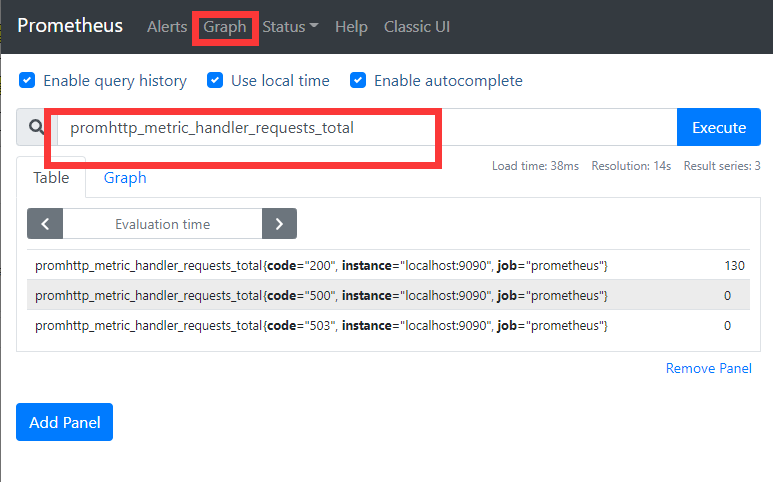 Prometheus Alerts Graph Status Help Classic UI
Enable query history Use local time Enable autocomplete
promhttp_metric_handler_requests_total Execute
Load time: 38ms Resolution: 14s Result series: 3
Table Graph
Evaluation time
promhttp_metric_handler_requests_total{code="200", instance="localhost:9090", job="prometheus"} 130
promhttp_metric_handler_requests_total{code="500", instance="localhost:9090", job="prometheus"} 0
promhttp_metric_handler_requests_total{code="503", instance="localhost:9090", job="prometheus"} 0
Remove Panel
Add Panel